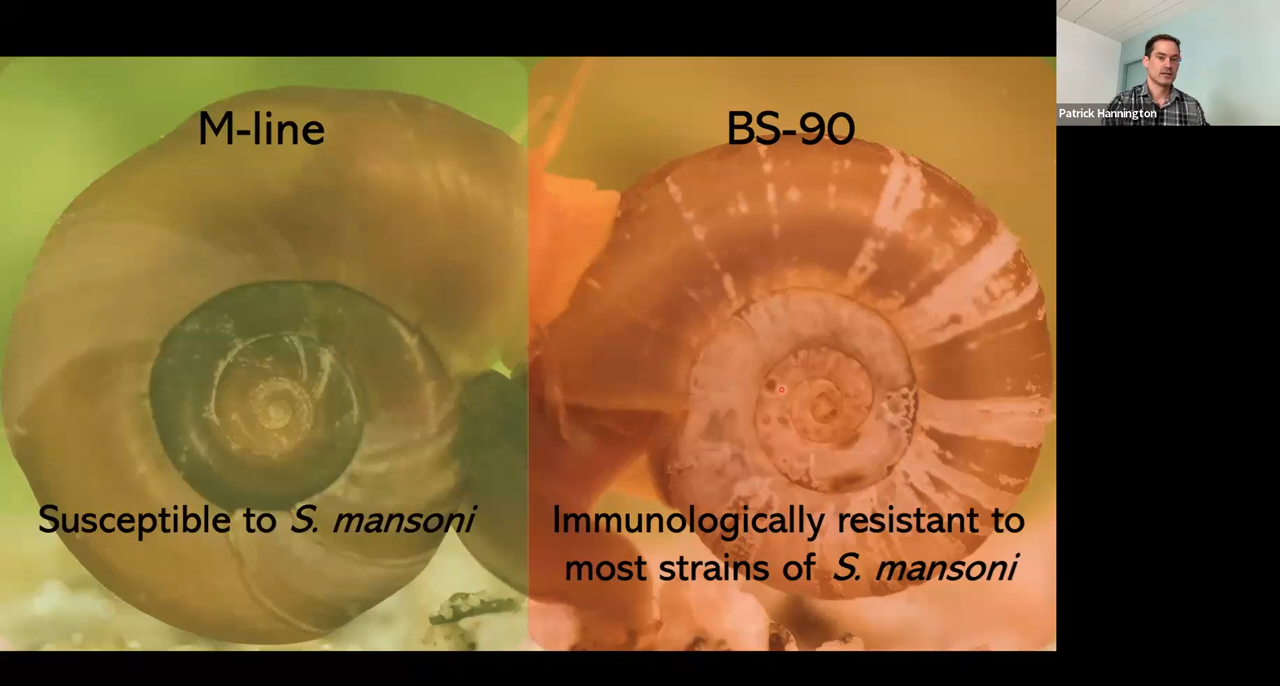 M-line
Susceptible to S. mansoni
BS-90
Immunologically resistant to
most strains of S. mansoni
Patrick Hannington